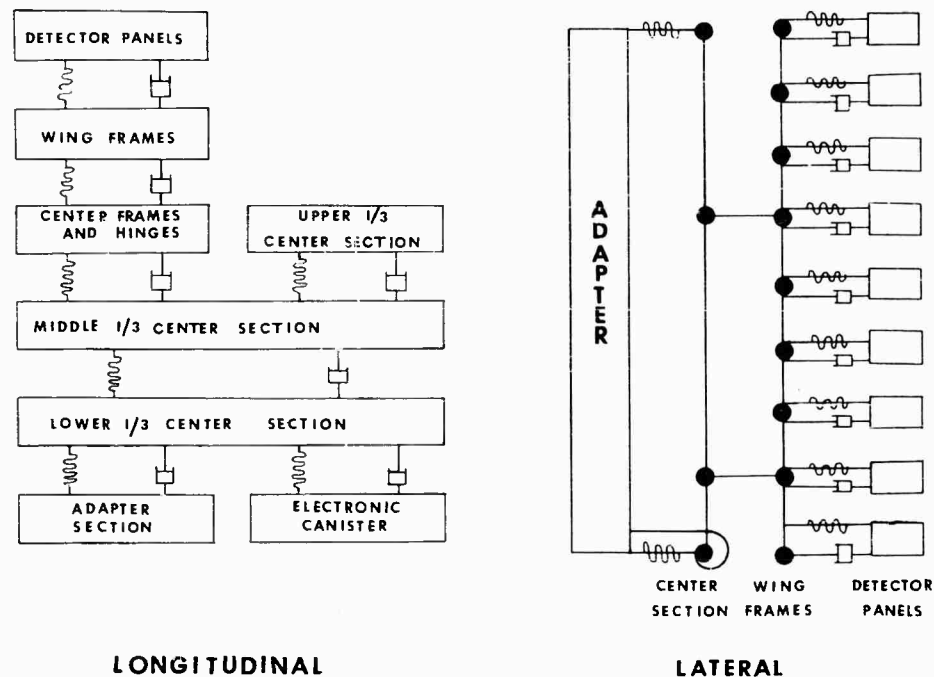 DETECTOR PANELS
WING FRAMES
CENTER FRAMES
AND HINGES
UPPER 1/3
CENTER SECTION
MIDDLE 1/3 CENTER SECTION
LOWER 1/3 CENTER SECTION
ADAPTER
SECTION
ELECTRONIC
CANISTER
LONGITUDINAL
ADAPTER
CENTER
SECTION
WING
FRAMES
DETECTOR
PANELS
LATERAL